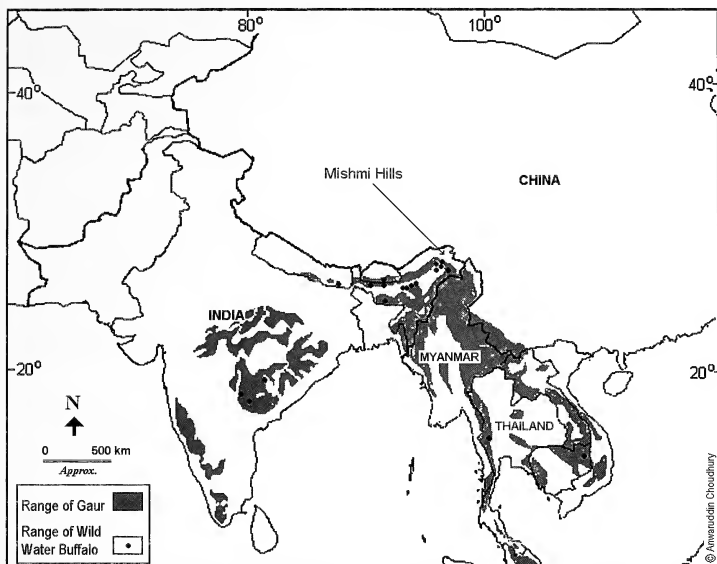 80°
100°
40°
40°
Mishmi Hills
CHINA
INDIA
MYANMAR
20°
20°
THAILAND
N
0 500 km
Approx.
Range of Gaur
Range of Wild
Water Buffalo
© Anwaruddin Choudhury